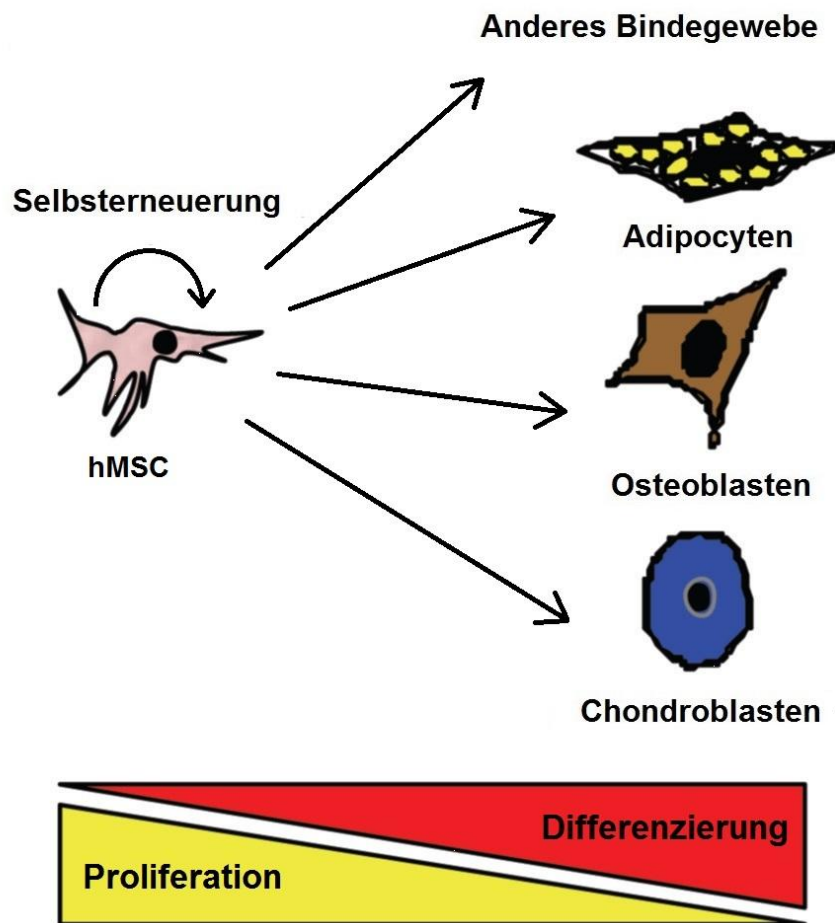 Anderes Bindegewebe
Selbsterneuerung
Adipocyten
hMSC
Osteoblasten
Chondroblasten
Differenzierung
Proliferation